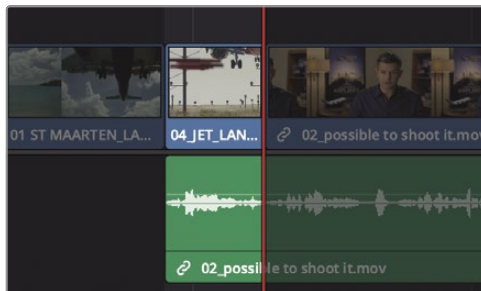 01 ST MAARTEN_LA...
04_JET_LAN...
02_possible to shoot it.mov
02_possible to shoot it.mov